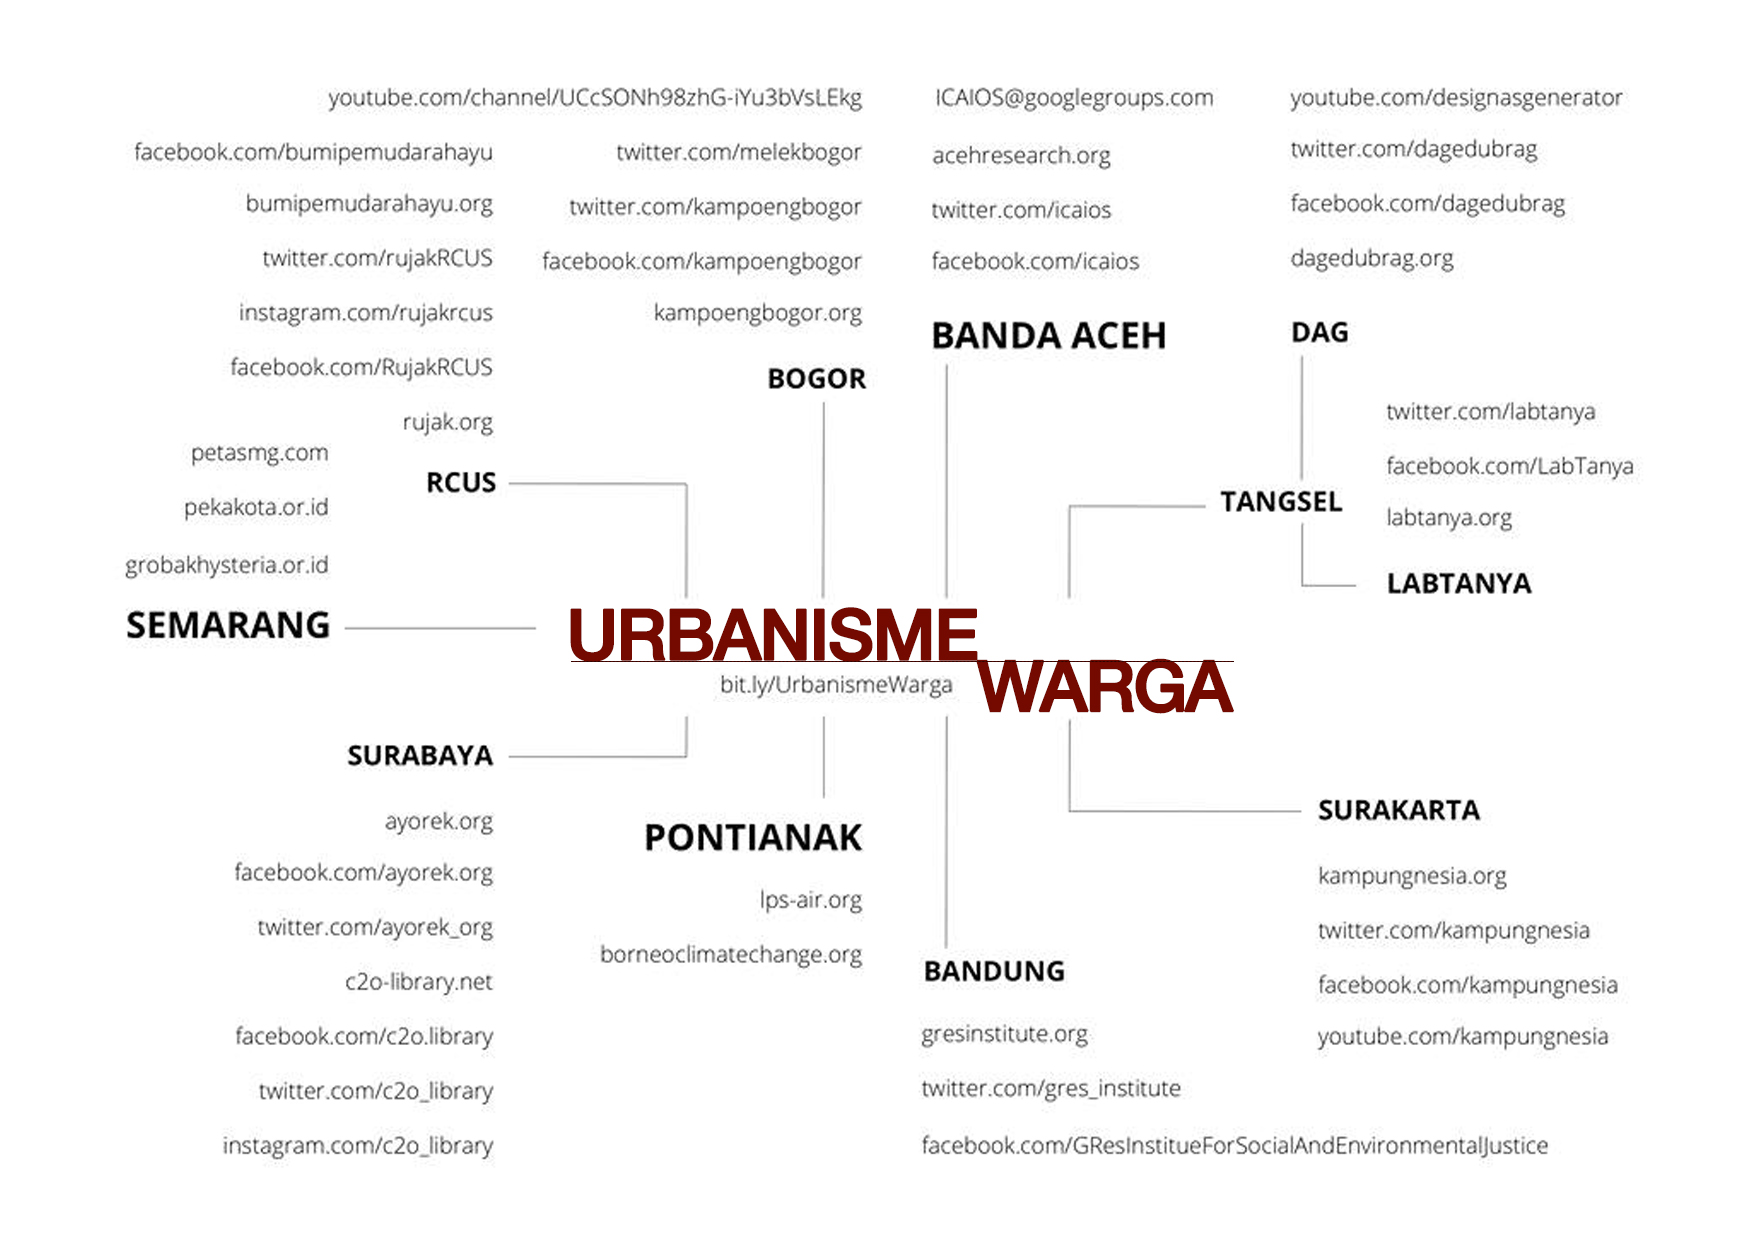 youtube.com/channel/UCcSONh98zhG-iYu3bVsLEkg
twitter.com/melekbogor
twitter.com/kampoengbogor
facebook.com/kampoengbogor
kampoengbogor.org
BOGOR
ICAIOS@googlegroups.com
acehresearch.org
twitter.com/icaios
facebook.com/icaios
BANDA ACEH
youtube.com/designasgenerator
twitter.com/dagedubrag
facebook.com/dagedubrag
dagedubrag.org
DAG
facebook.com/bumipemudarahayu
bumipemudarahayu.org
twitter.com/rujakRCUS
instagram.com/rujakrcus
facebook.com/RujakRCUS
rujak.org
RCUS
petasmg.com
pekakota.or.id
grobakhysteria.or.id
SEMARANG
TANGSEL
twitter.com/labtanya
facebook.com/LabTanya
labtanya.org
LABTANYA
URBANISME
WARGA
bit.ly/UrbanismeWarga
SURABAYA
ayorek.org
facebook.com/ayorek.org
twitter.com/ayorek_org
c2o-library.net
facebook.com/c2o.library
twitter.com/c2o_library
instagram.com/c2o_library
PONTIANAK
lps-air.org
borneoclimatechange.org
BANDUNG
gresinstitute.org
twitter.com/gres_institute
facebook.com/GResInstitueForSocialAndEnvironmentalJustice
SURAKARTA
kampungnesia.org
twitter.com/kampungnesia
facebook.com/kampungnesia
youtube.com/kampungnesia